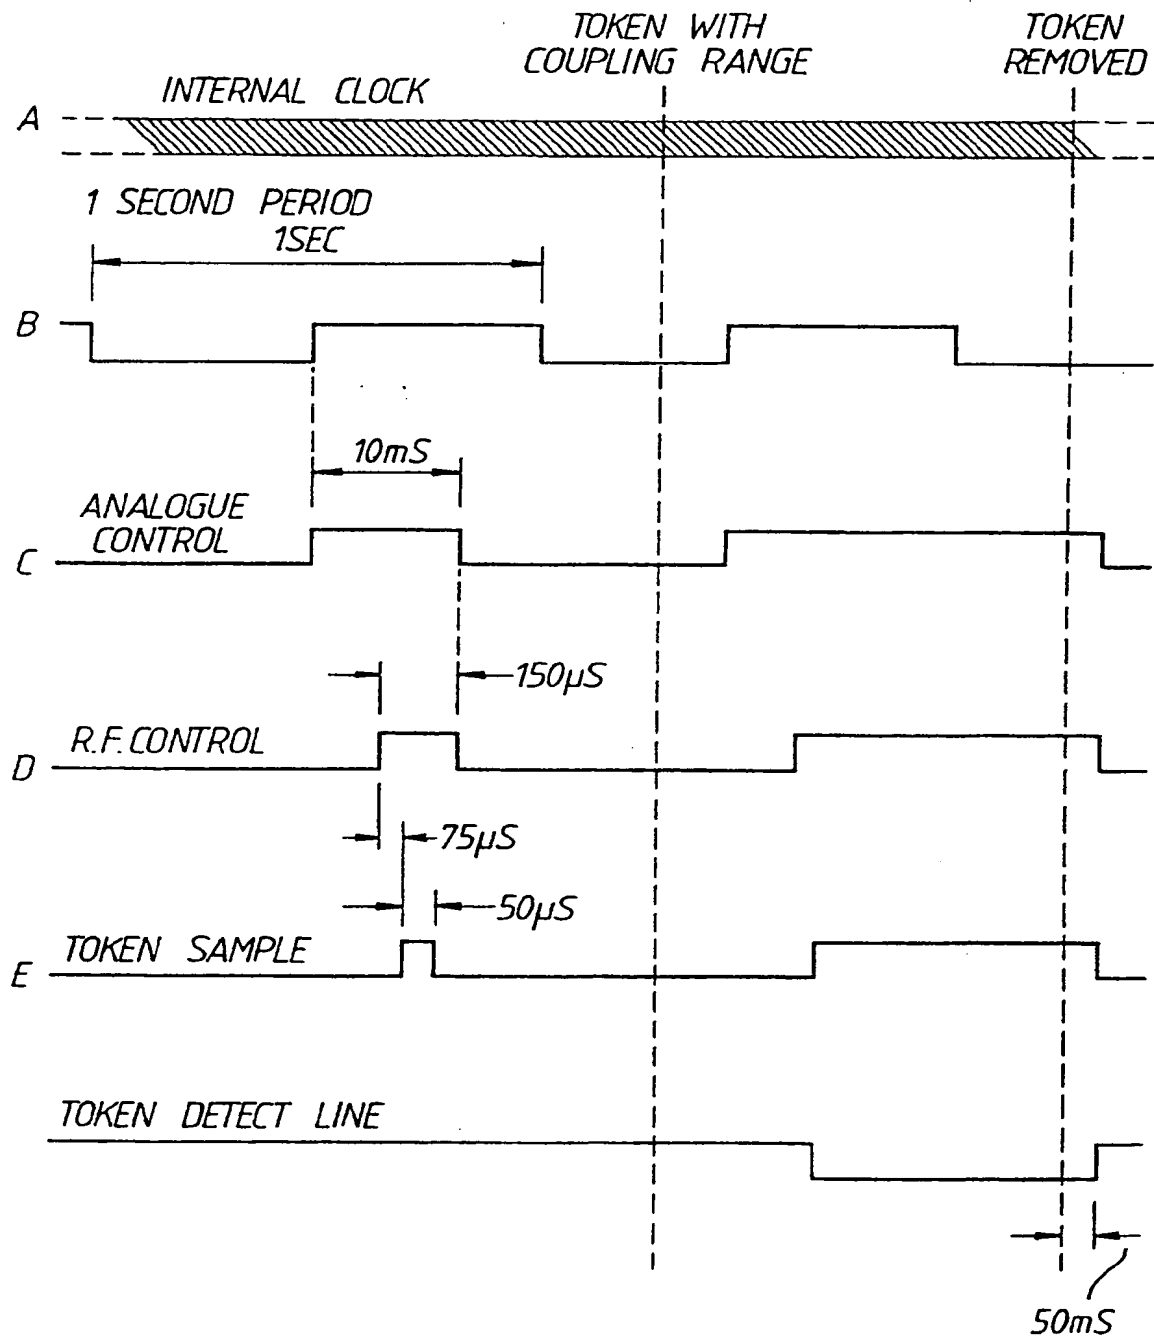 TOKEN WITH
COUPLING RANGE
TOKEN
REMOVED
INTERNAL CLOCK
A
1 SECOND PERIOD
1SEC
B
10mS
ANALOGUE
CONTROL
C
150µS
R.F. CONTROL
D
75µS
50µS
TOKEN SAMPLE
E
TOKEN DETECT LINE
50mS